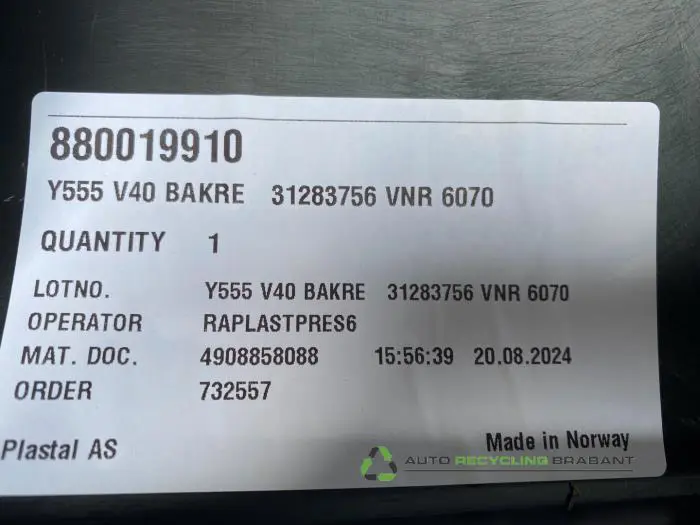 880019910
Y555 V40 BAKRE 31283756 VNR 6070
QUANTITY 1
LOTNO. Y555 V40 BAKRE 31283756 VNR 6070
OPERATOR RAPLASTPRES6
MAT. DOC. 4908858088 15:56:39 20.08.2024
ORDER 732557
Plastal AS Made in Norway
AUTO RECYCLING BRABANT